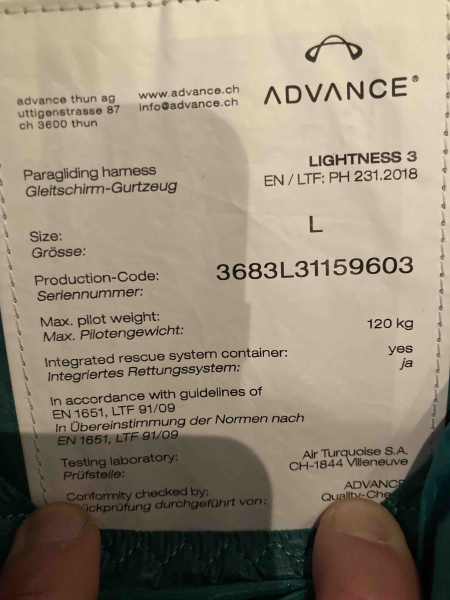 ADVANCE®
advance thun ag www.advance.ch
uttigenstrasse 87 info@advance.ch
ch 3600 thun
Paragliding harness LIGHTNESS 3
Gleitschirm-Gurtzeug EN / LTF: PH 231.2018
Size: L
Grösse:
Production-Code: 3683L31159603
Seriennummer:
Max. pilot weight: 120 kg
Max. Pilotengewicht:
Integrated rescue system container: yes
Integriertes Rettungssystem: ja
In accordance with guidelines of
EN 1651, LTF 91/09
In Übereinstimmung der Normen nach
EN 1651, LTF 91/09
Testing laboratory: Air Turquoise S.A.
Prüfstelle: CH-1844 Villeneuve
Conformity checked by: ADVANCE
durchgeführt von: